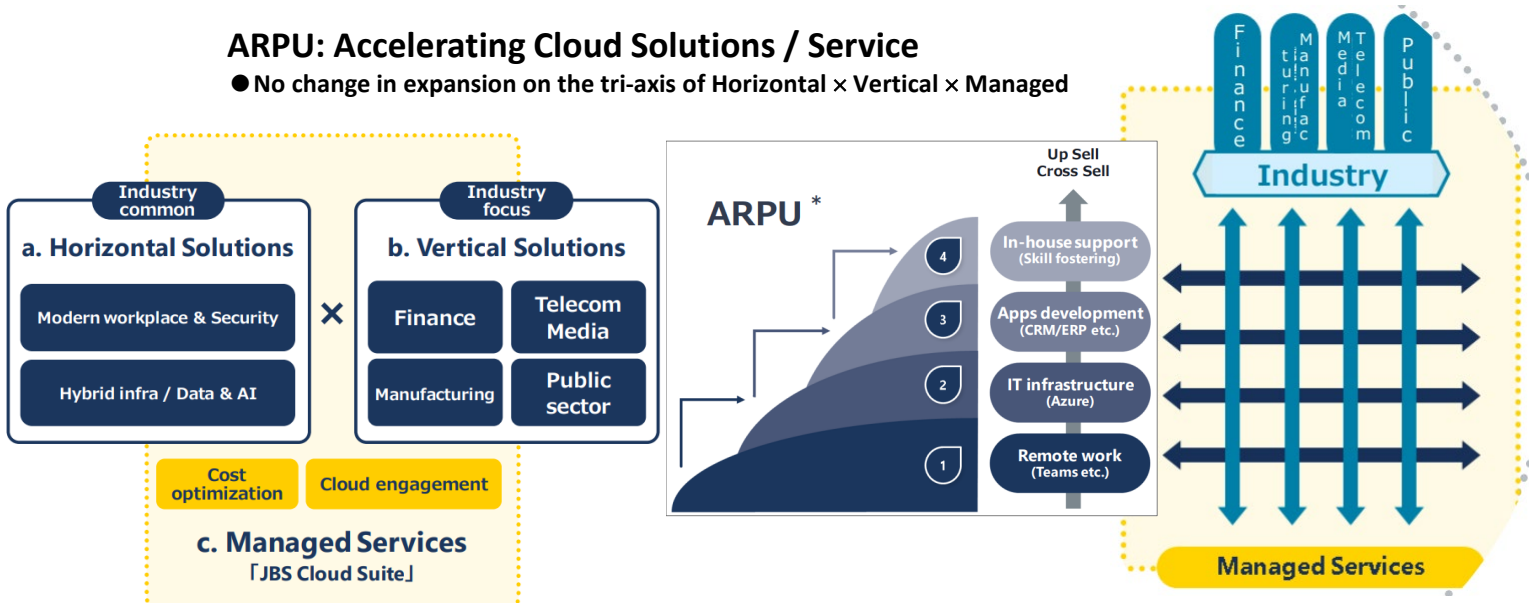 ARPU: Accelerating Cloud Solutions / Service
●No change in expansion on the tri-axis of Horizontal × Vertical × Managed
Industry
common
a. Horizontal Solutions
Modern workplace & Security
Hybrid infra / Data & AI
×
Industry
focus
b. Vertical Solutions
Finance
Telecom
Media
Manufacturing
Public
sector
Cost
optimization
Cloud engagement
c. Managed Services
「JBS Cloud Suite」
ARPU *
Up Sell
Cross Sell
4
In-house support
(Skill fostering)
3
Apps development
(CRM/ERP etc.)
2
IT infrastructure
(Azure)
1
Remote work
(Teams etc.)
Finance
Manufac
turing
Telecom
Media
Public
Industry
Managed Services